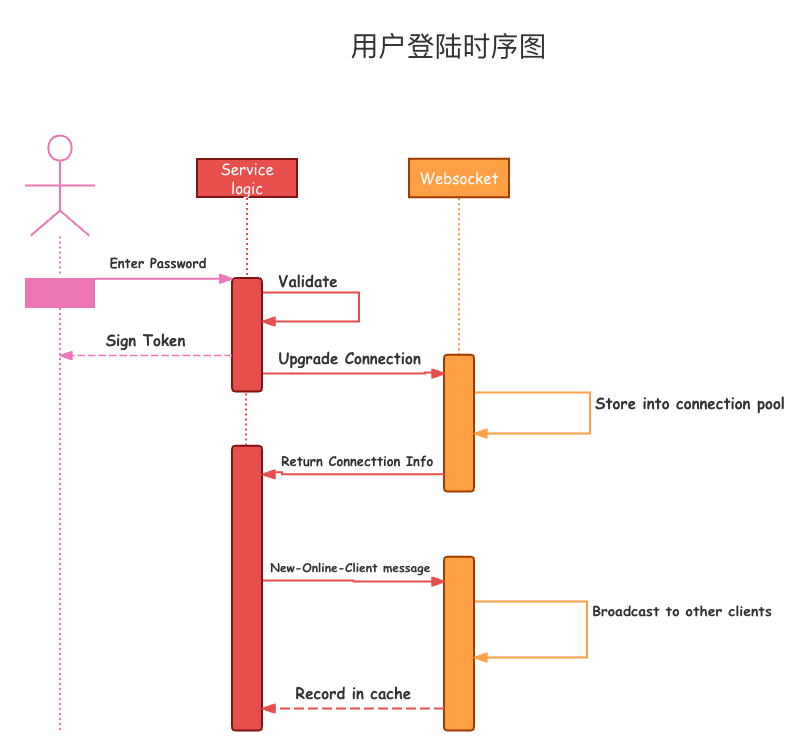 用户登陆时序图
Service
logic
Websocket
Enter Password
Validate
Sign Token
Upgrade Connection
Store into connection pool
Return Connecttion Info
New-Online-Client message
Broadcast to other clients
Record in cache